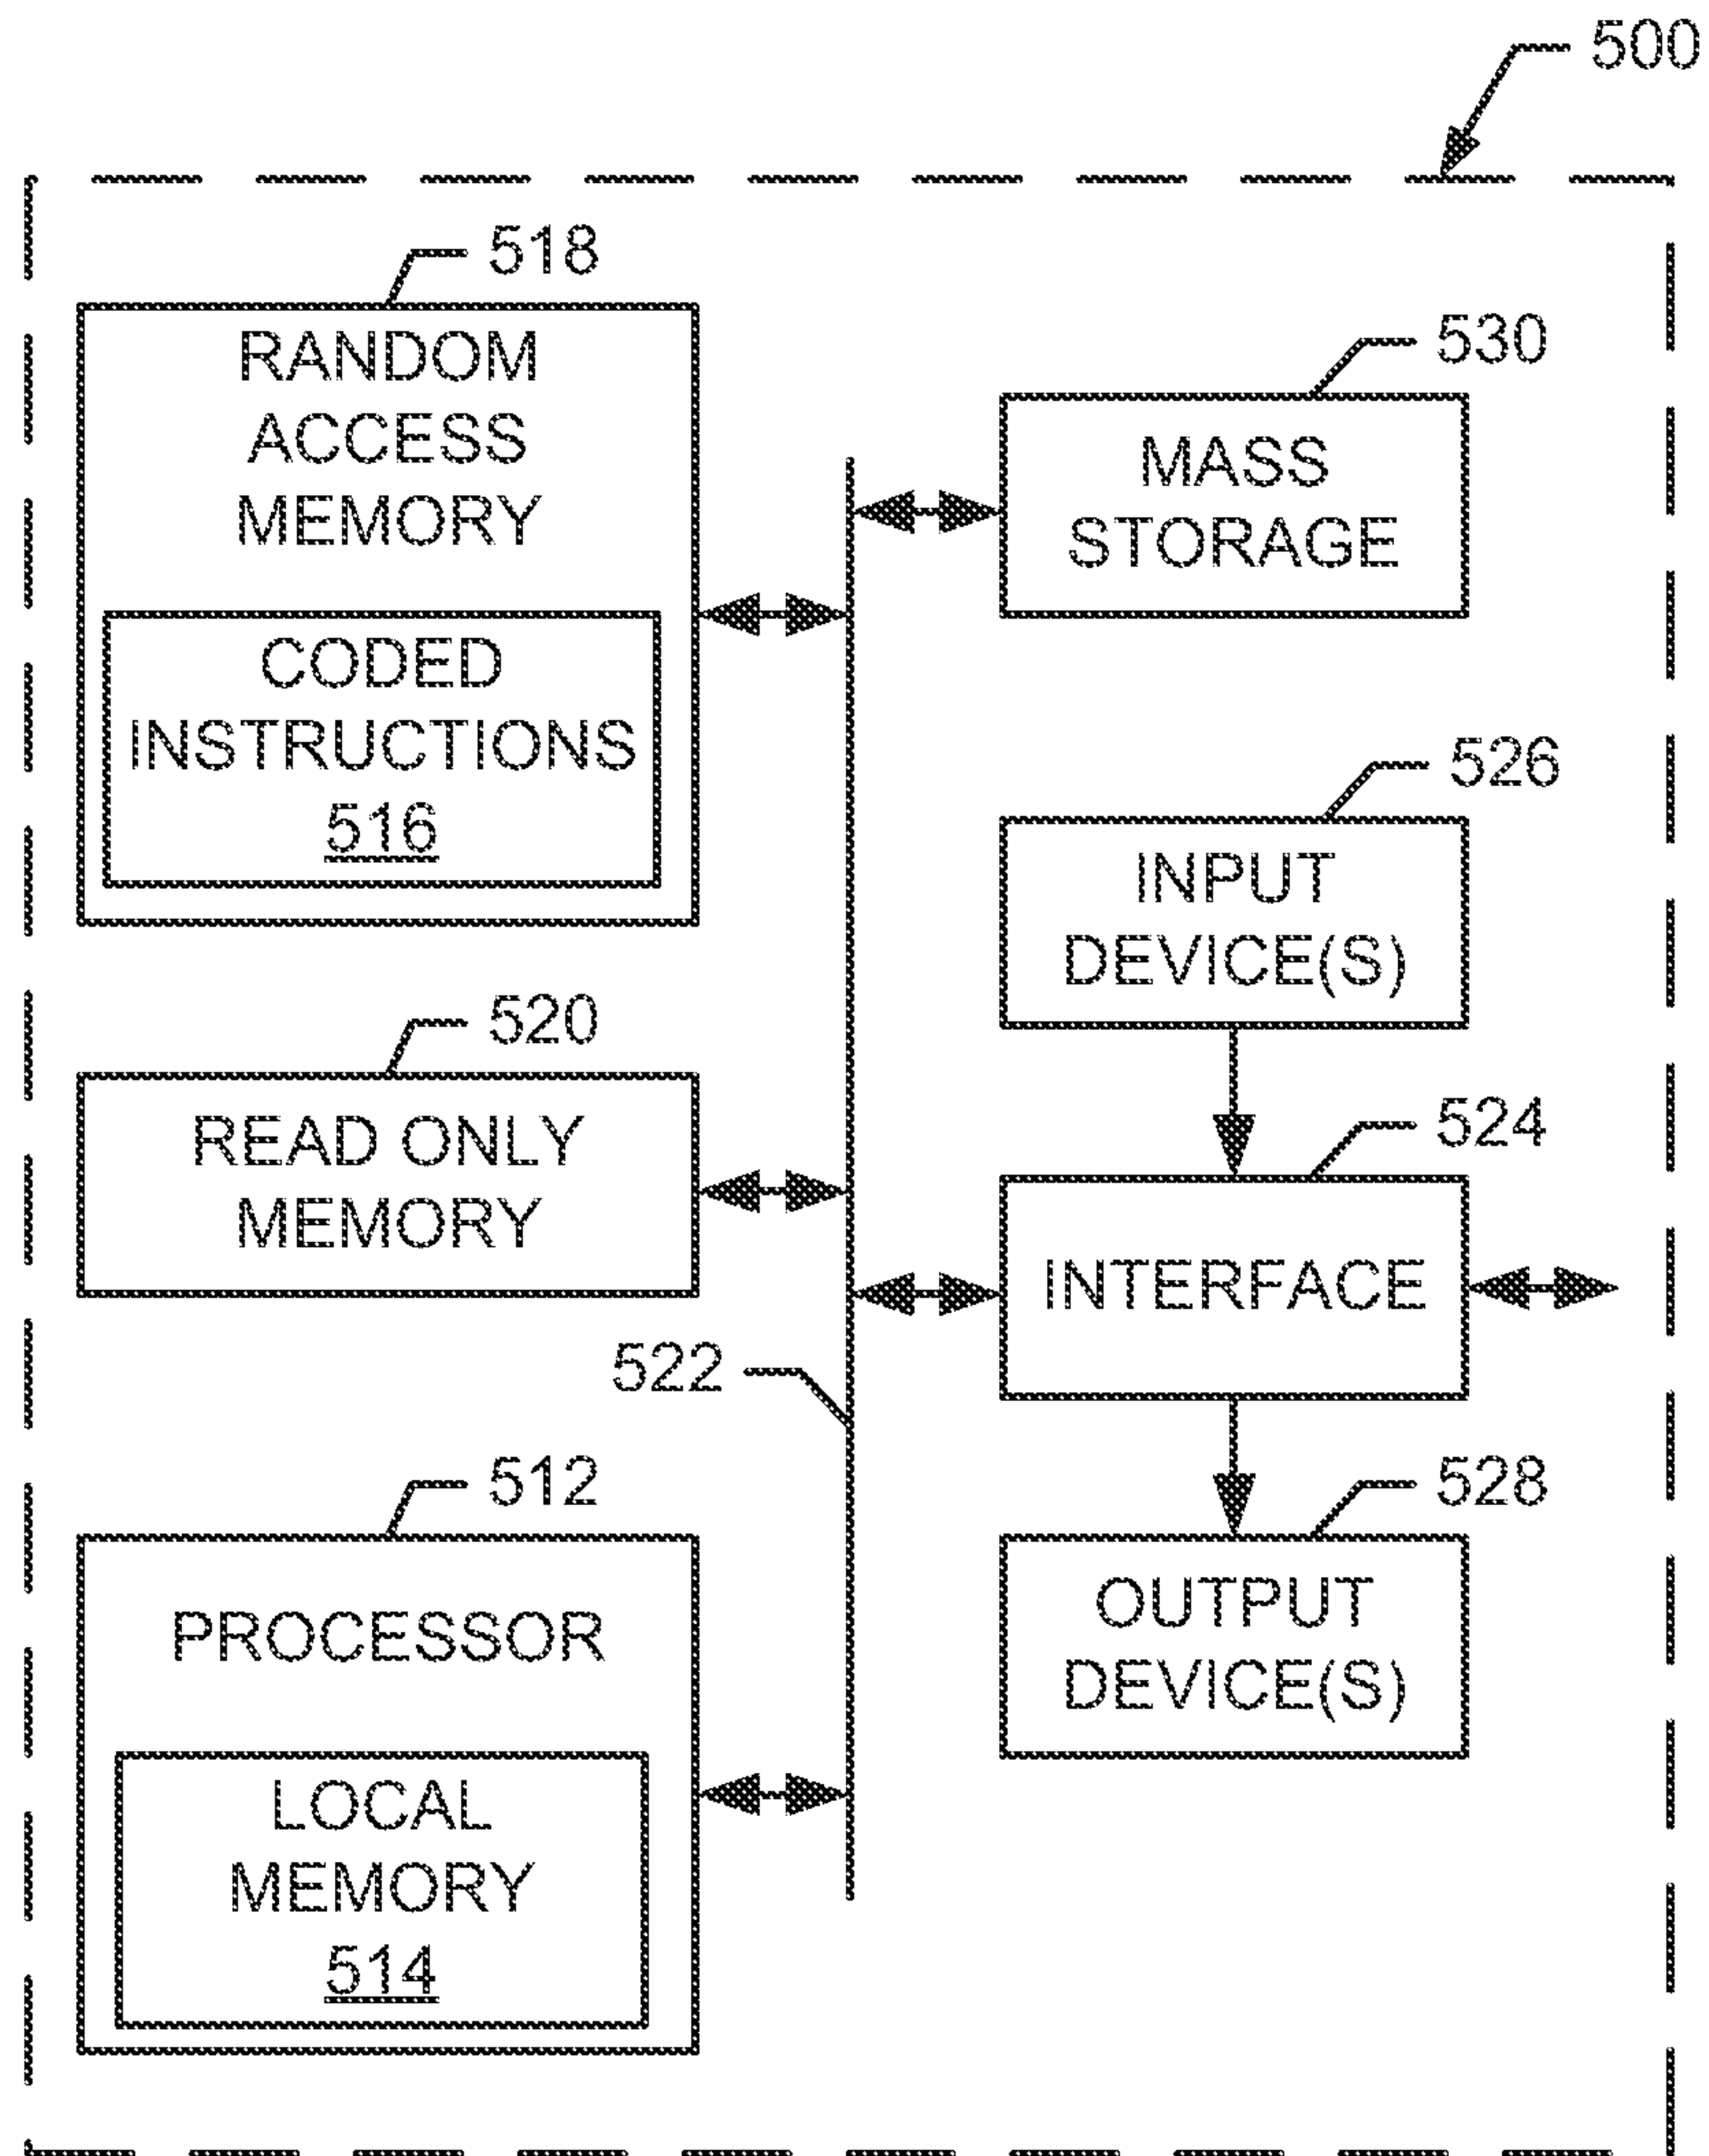 500
518
RANDOM
ACCESS
MEMORY
CODED
INSTRUCTIONS
516
530
MASS
STORAGE
526
INPUT
DEVICE(S)
520
READ ONLY
MEMORY
524
INTERFACE
522
512
PROCESSOR
LOCAL
MEMORY
514
528
OUTPUT
DEVICE(S)